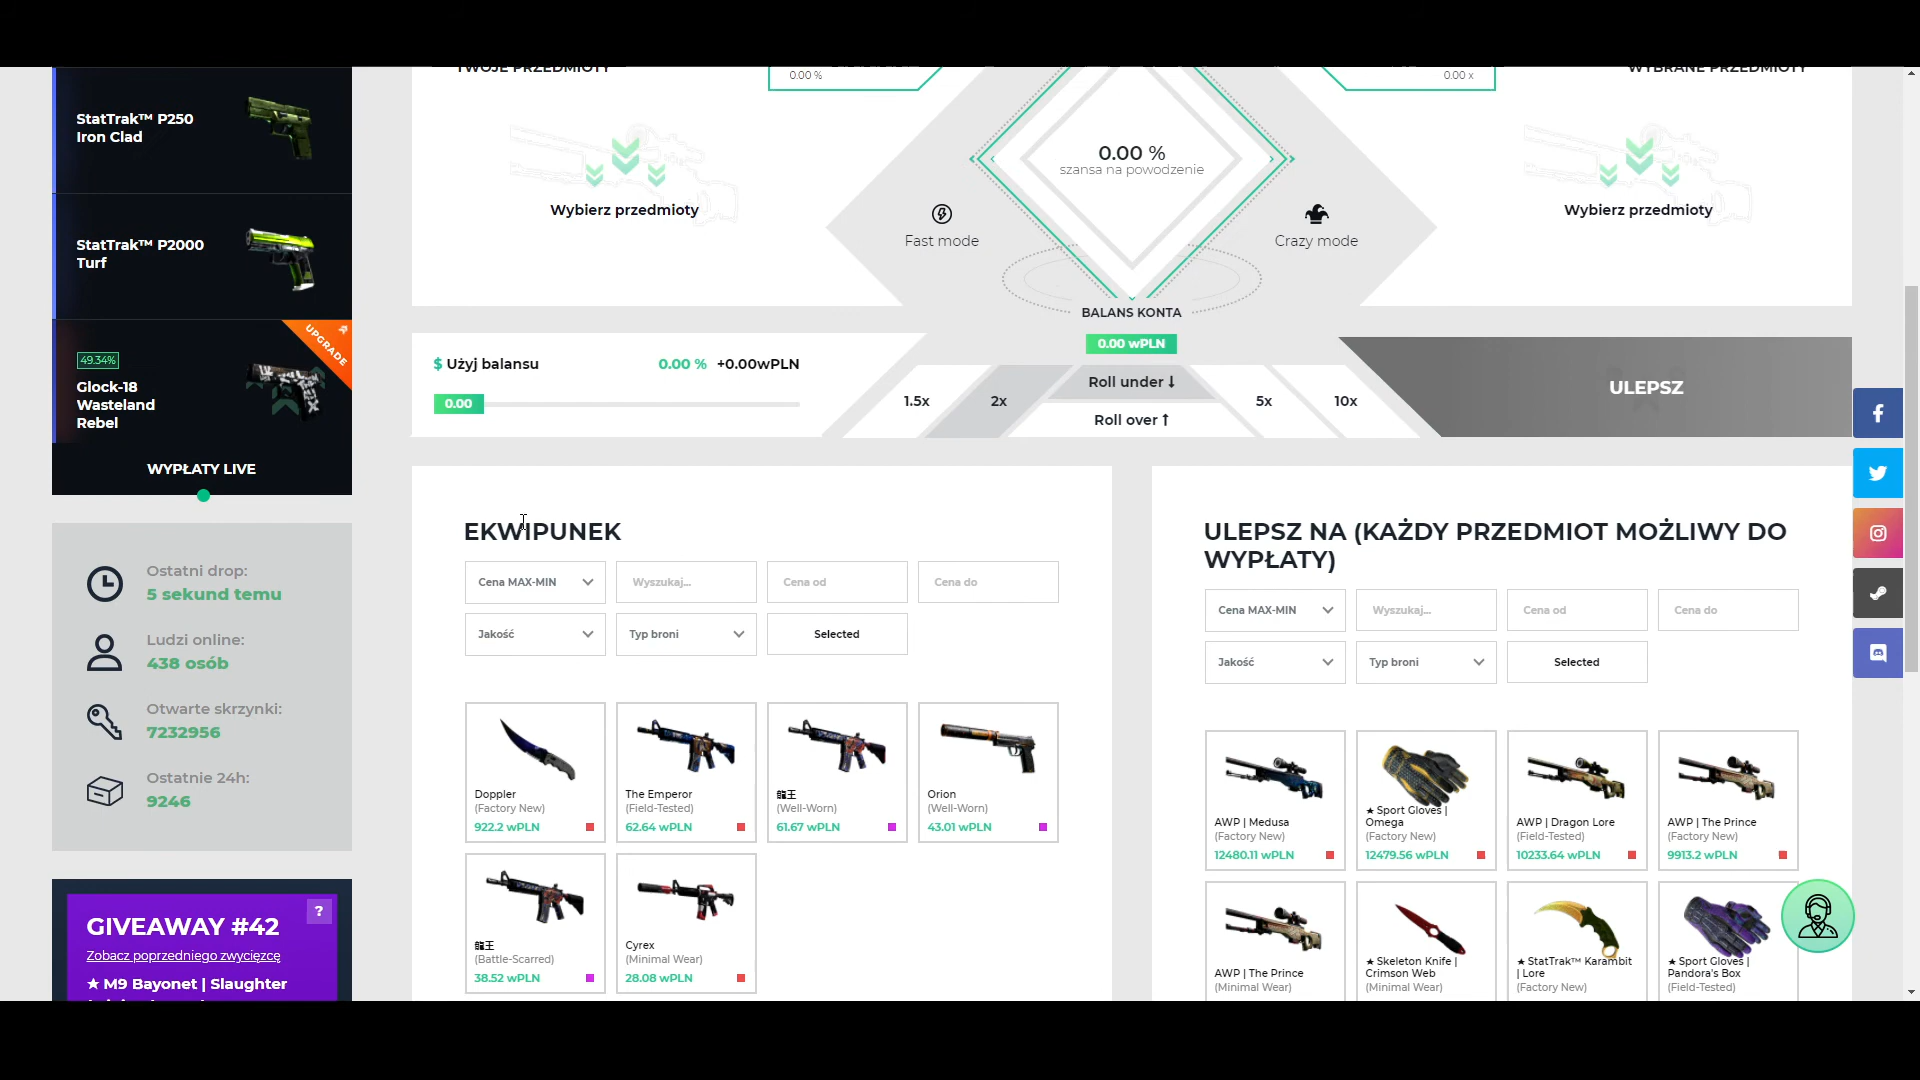 StatTrak™ P250
Iron Clad
StatTrak™ P2000
Turf
UPGRADE
49.34%
Glock-18
Wasteland
Rebel
WYPŁATY LIVE
Ostatni drop:
5 sekund temu
Ludzi online:
438 osób
Otwarte skrzynki:
7232956
Ostatnie 24h:
9246
GIVEAWAY #42
?
Zobacz poprzedniego zwycięzcę
★ M9 Bayonet | Slaughter
TWOJE PRZEDMIOTY
0.00 %
0.00 x
WYBRANE PRZEDMIOTY
0.00 %
szansa na powodzenie
Wybierz przedmioty
Wybierz przedmioty
Fast mode
Crazy mode
BALANS KONTA
0.00 wPLN
$ Użyj balansu
0.00 % +0.00wPLN
0.00
1.5x
2x
Roll under
Roll over
5x
10x
ULEPSZ
EKWIPUNEK
Cena MAX-MIN
Wyszukaj...
Cena od
Cena do
Jakość
Typ broni
Selected
Doppler
(Factory New)
922.2 wPLN
The Emperor
(Field-Tested)
62.64 wPLN
龍王
(Well-Worn)
61.67 wPLN
Orion
(Well-Worn)
43.01 wPLN
龍王
(Battle-Scarred)
38.52 wPLN
Cyrex
(Minimal Wear)
28.08 wPLN
ULEPSZ NA (KAŻDY PRZEDMIOT MOŻLIWY DO
WYPŁATY)
Cena MAX-MIN
Wyszukaj...
Cena od
Cena do
Jakość
Typ broni
Selected
AWP | Medusa
(Factory New)
12480.11 wPLN
★ Sport Gloves |
Omega
(Factory New)
12479.56 wPLN
AWP | Dragon Lore
(Field-Tested)
10233.64 wPLN
AWP | The Prince
(Factory New)
9913.2 wPLN
AWP | The Prince
(Minimal Wear)
★ Skeleton Knife |
Crimson Web
(Minimal Wear)
★ StatTrak™ Karambit
| Lore
(Factory New)
★ Sport Gloves |
Pandora's Box
(Field-Tested)